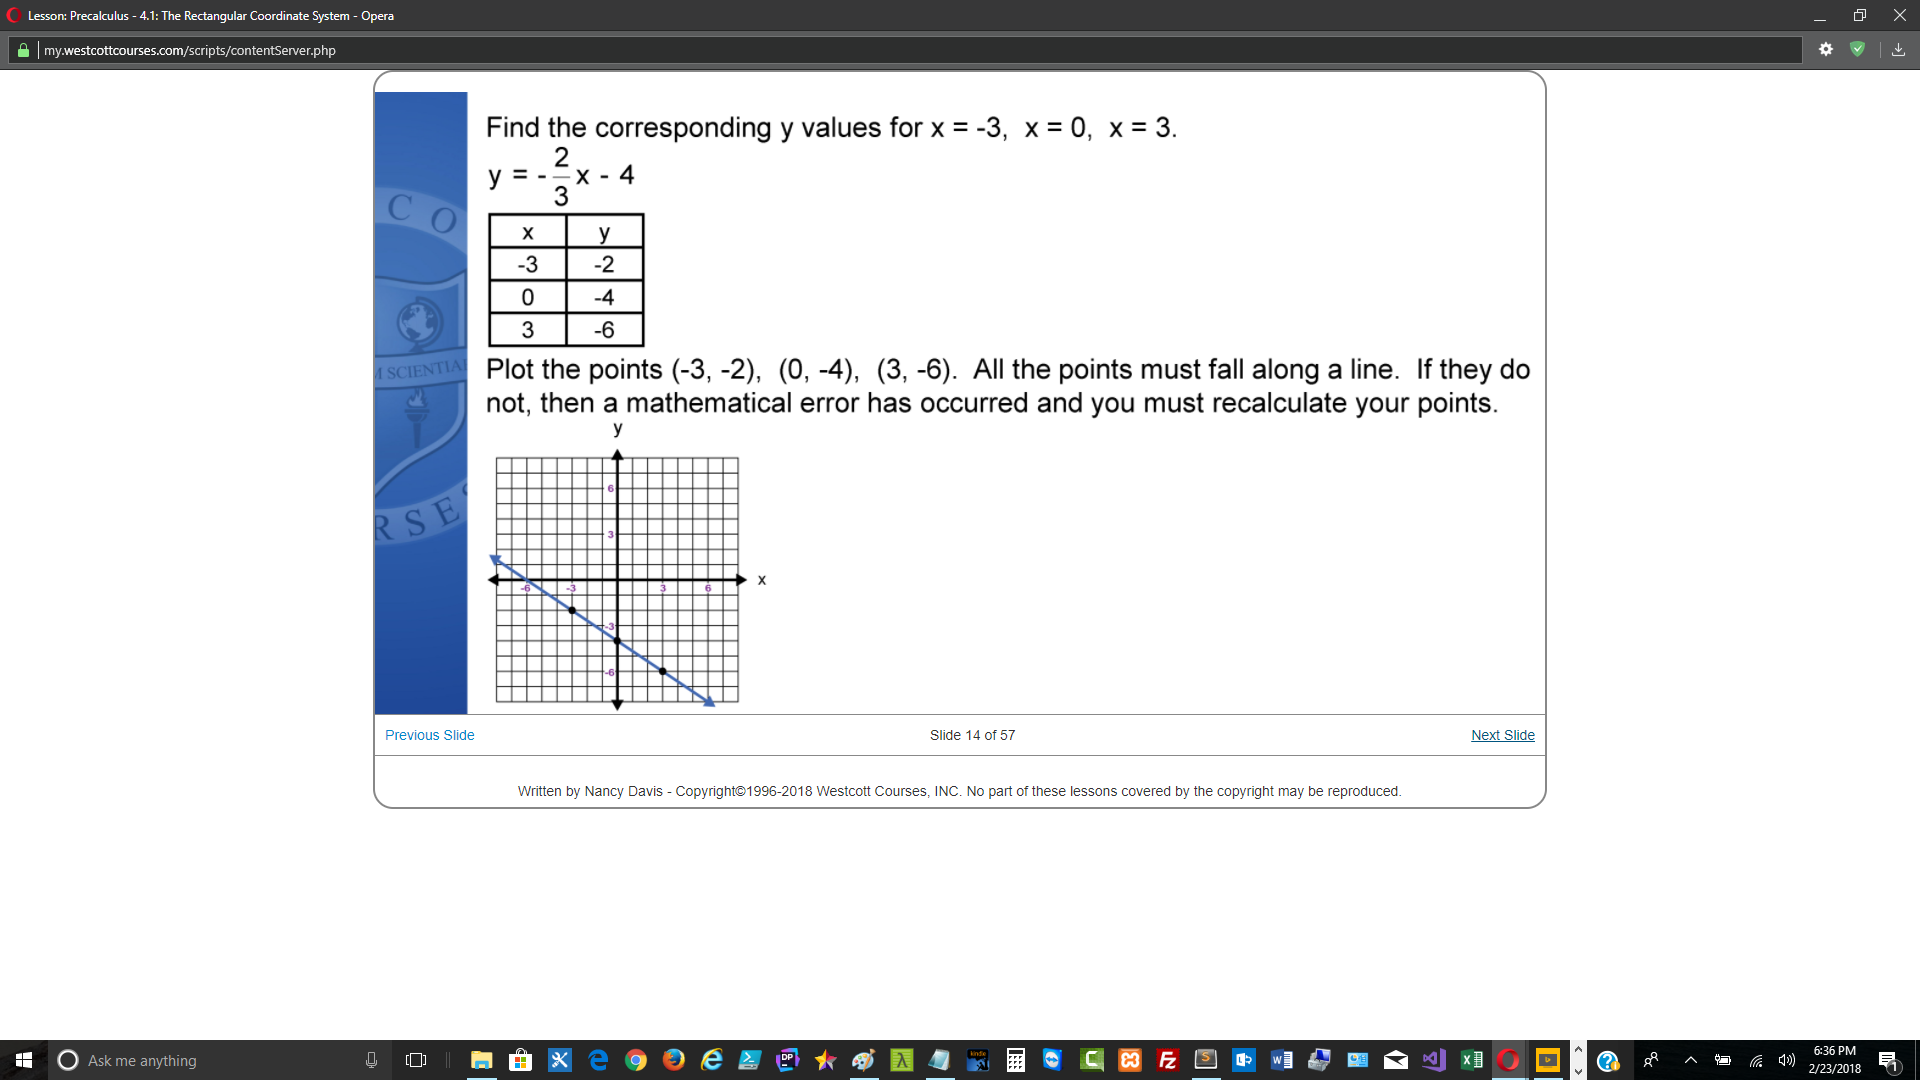 Lesson: Precalculus - 4.1: The Rectangular Coordinate System - Opera
my.westcottcourses.com/scripts/contentServer.php
Find the corresponding y values for x = -3, x = 0, x = 3.
y = -2/3 x - 4
x y
-3 -2
0 -4
3 -6
Plot the points (-3, -2), (0, -4), (3, -6). All the points must fall along a line. If they do
not, then a mathematical error has occurred and you must recalculate your points.
y
6
3
x
-6 -3 3 6
-3
-6
C O
M SCIENTIA
R S E S
Previous Slide
Slide 14 of 57
Next Slide
Written by Nancy Davis - Copyright©1996-2018 Westcott Courses, INC. No part of these lessons covered by the copyright may be reproduced.
Ask me anything
DP
kindle
6:36 PM
2/23/2018
1